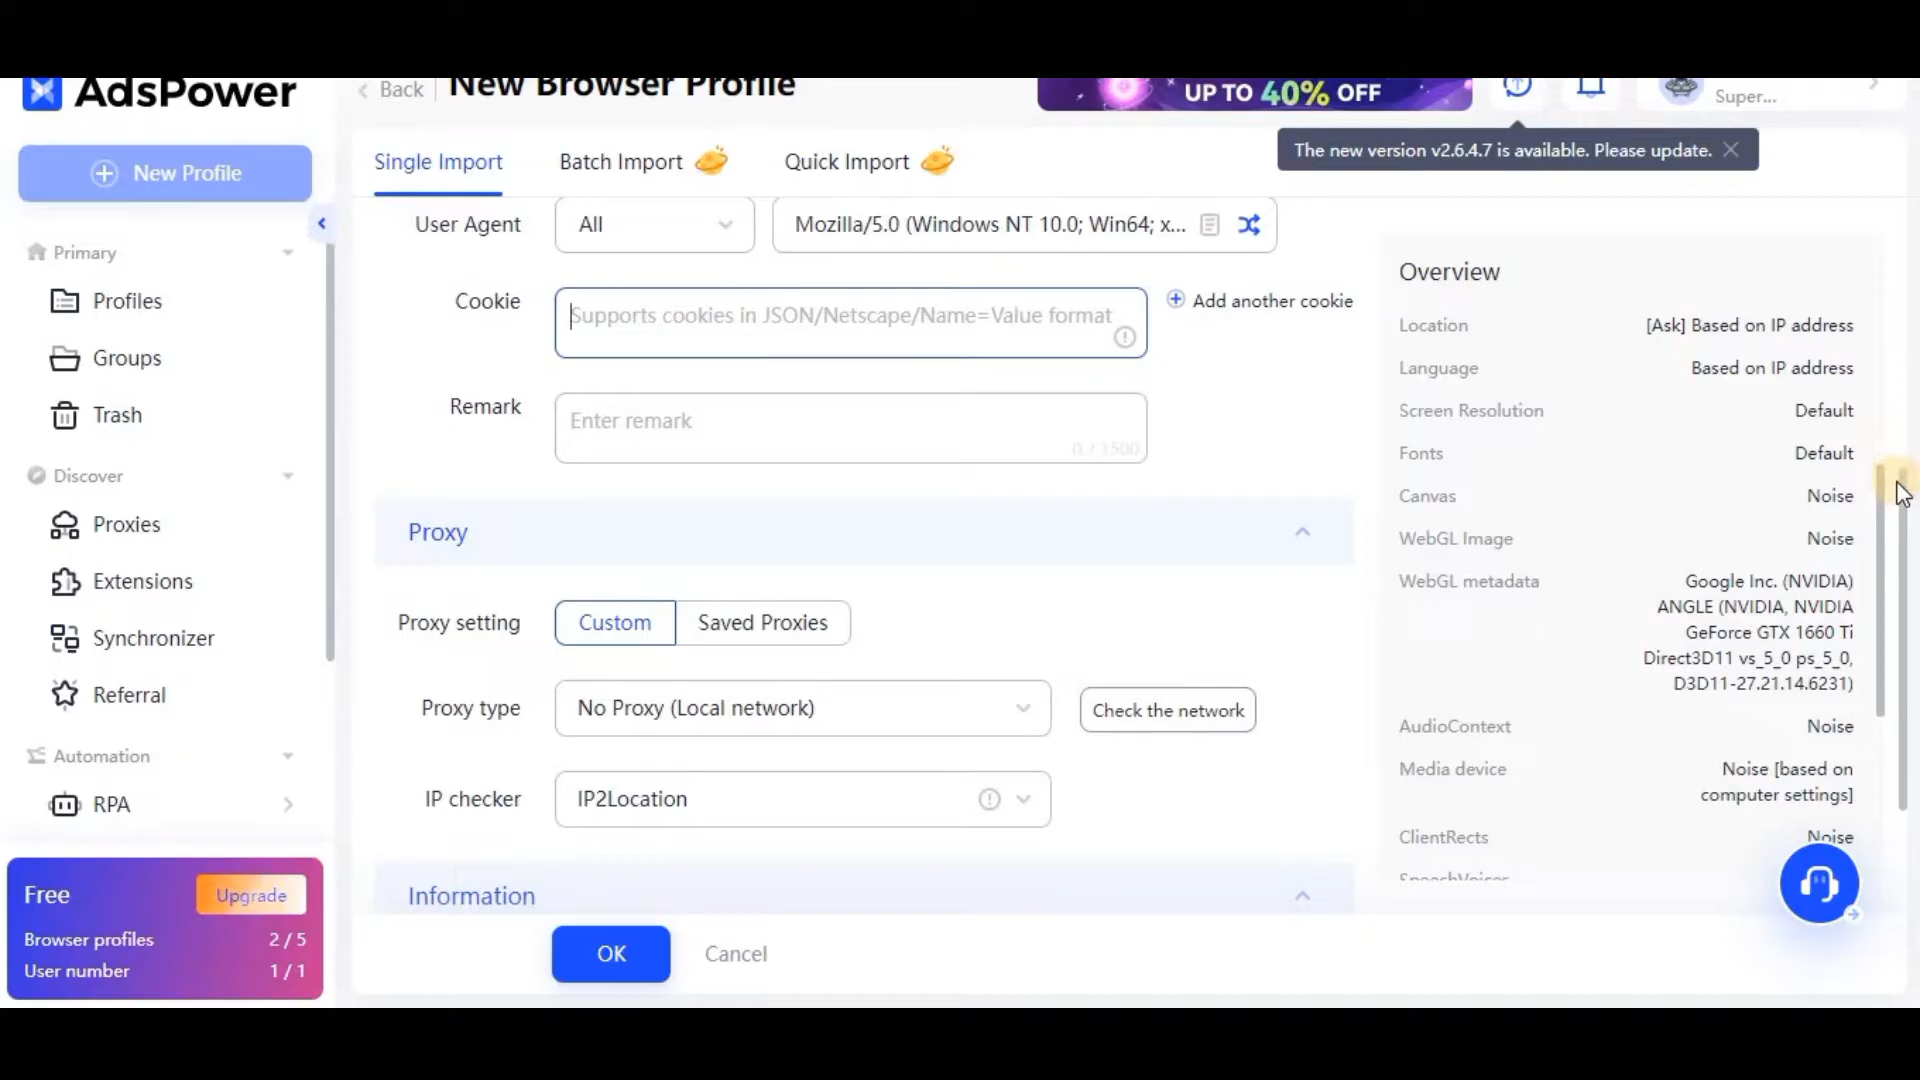 AdsPower
Back
New Browser Profile
UP TO 40% OFF
Super...
New Profile
Single Import
Batch Import
Quick Import
The new version v2.6.4.7 is available. Please update.
Primary
Profiles
Groups
Trash
Discover
Proxies
Extensions
Synchronizer
Referral
Automation
RPA
Free
Upgrade
Browser profiles 2 / 5
User number 1 / 1
User Agent
All
Mozilla/5.0 (Windows NT 10.0; Win64; x...
Cookie
Supports cookies in JSON/Netscape/Name=Value format
Add another cookie
Remark
Enter remark
0 / 1500
Proxy
Proxy setting
Custom
Saved Proxies
Proxy type
No Proxy (Local network)
Check the network
IP checker
IP2Location
Information
OK
Cancel
Overview
Location [Ask] Based on IP address
Language Based on IP address
Screen Resolution Default
Fonts Default
Canvas Noise
WebGL Image Noise
WebGL metadata Google Inc. (NVIDIA)
ANGLE (NVIDIA, NVIDIA
GeForce GTX 1660 Ti
Direct3D11 vs_5_0 ps_5_0,
D3D11-27.21.14.6231)
AudioContext Noise
Media device Noise [based on
computer settings]
ClientRects Noise
SpeechVoices